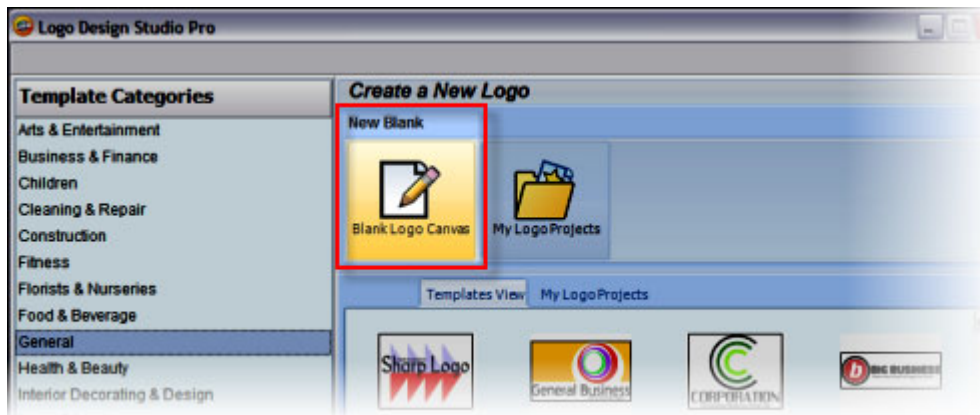 Logo Design Studio Pro
Template Categories
Arts & Entertainment
Business & Finance
Children
Cleaning & Repair
Construction
Fitness
Florists & Nurseries
Food & Beverage
General
Health & Beauty
Interior Decorating & Design
Create a New Logo
New Blank
Blank Logo Canvas
My Logo Projects
Templates View
My Logo Projects
Sharp Logo
General Business
CORPORATION
b BIG BUSINESS